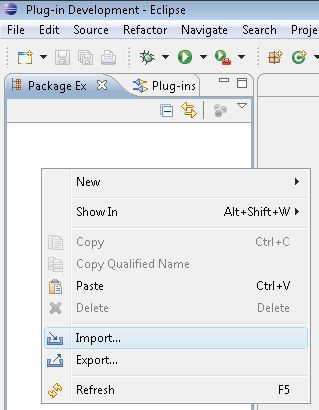 Plug-in Development - Eclipse
File Edit Source Refactor Navigate Search Proje
Package Ex Plug-ins
New
Show In Alt+Shift+W
Copy Ctrl+C
Copy Qualified Name
Paste Ctrl+V
Delete Delete
Import...
Export...
Refresh F5